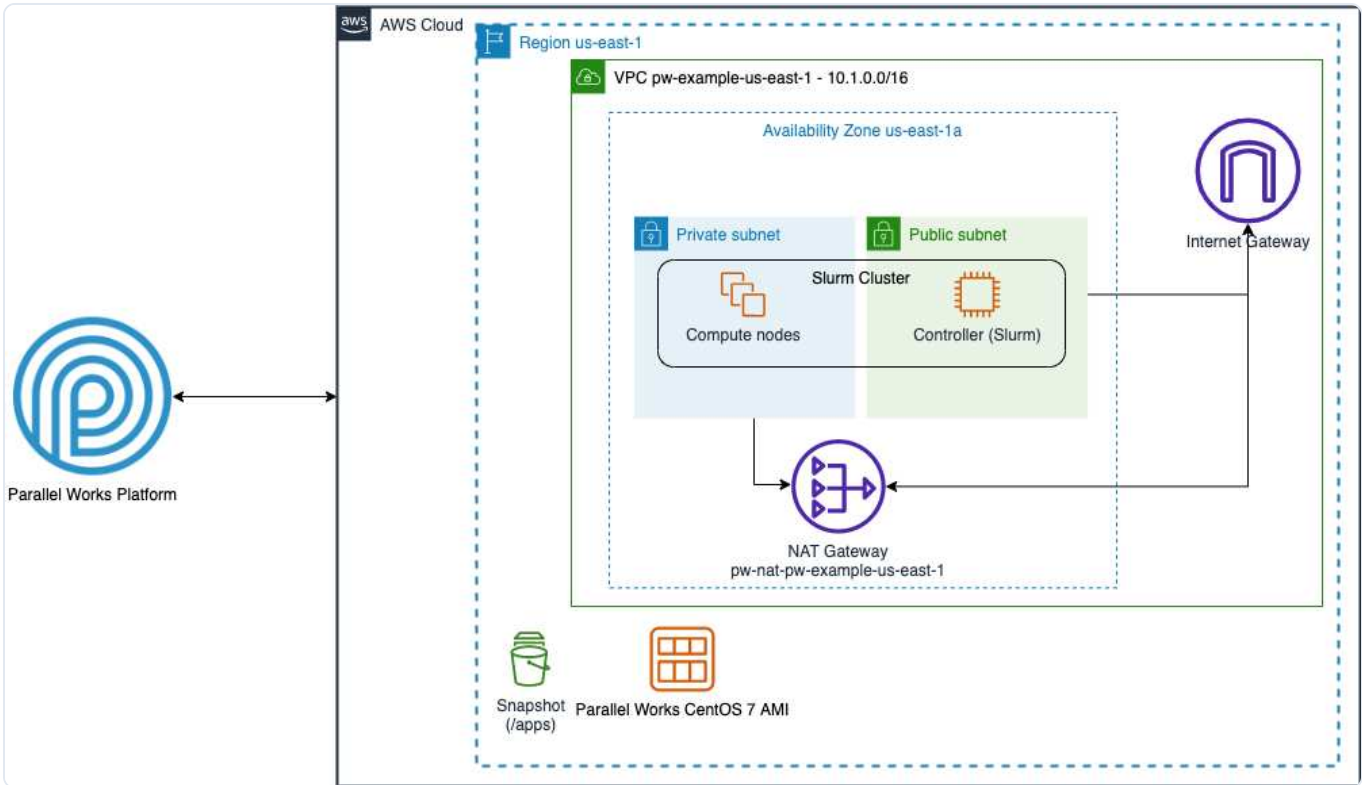 aws
AWS Cloud
Region us-east-1
VPC pw-example-us-east-1 - 10.1.0.0/16
Availability Zone us-east-1a
Private subnet
Public subnet
Internet Gateway
Slurm Cluster
Compute nodes
Controller (Slurm)
Parallel Works Platform
NAT Gateway
pw-nat-pw-example-us-east-1
Snapshot
(/apps)
Parallel Works CentOS 7 AMI